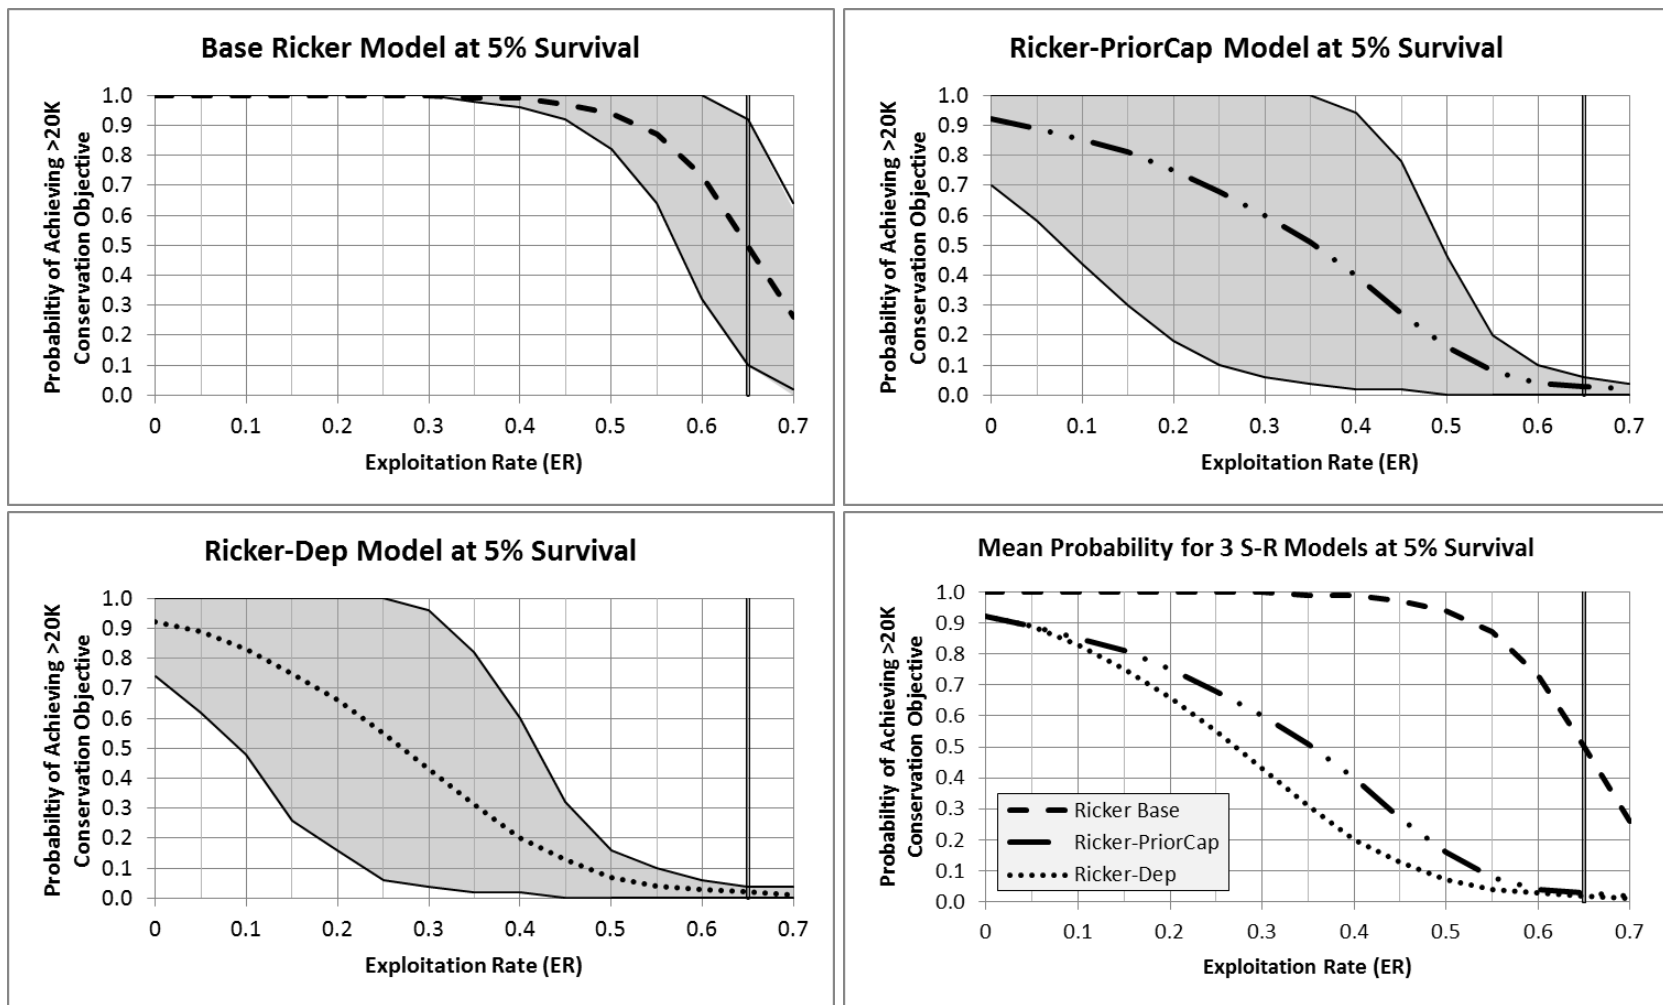 Base Ricker Model at 5% Survival
Probabiltiy of Achieving >20K
Conservation Objective
1.0
0.9
0.8
0.7
0.6
0.5
0.4
0.3
0.2
0.1
0.0
0 0.1 0.2 0.3 0.4 0.5 0.6 0.7
Exploitation Rate (ER)
Ricker-PriorCap Model at 5% Survival
Probabiltiy of Achieving >20K
Conservation Objective
1.0
0.9
0.8
0.7
0.6
0.5
0.4
0.3
0.2
0.1
0.0
0 0.1 0.2 0.3 0.4 0.5 0.6 0.7
Exploitation Rate (ER)
Ricker-Dep Model at 5% Survival
Probabiltiy of Achieving >20K
Conservation Objective
1.0
0.9
0.8
0.7
0.6
0.5
0.4
0.3
0.2
0.1
0.0
0 0.1 0.2 0.3 0.4 0.5 0.6 0.7
Exploitation Rate (ER)
Mean Probability for 3 S-R Models at 5% Survival
Probabiltiy of Achieving >20K
Conservation Objective
1.0
0.9
0.8
0.7
0.6
0.5
0.4
0.3
0.2
0.1
0.0
Ricker Base
Ricker-PriorCap
Ricker-Dep
0 0.1 0.2 0.3 0.4 0.5 0.6 0.7
Exploitation Rate (ER)